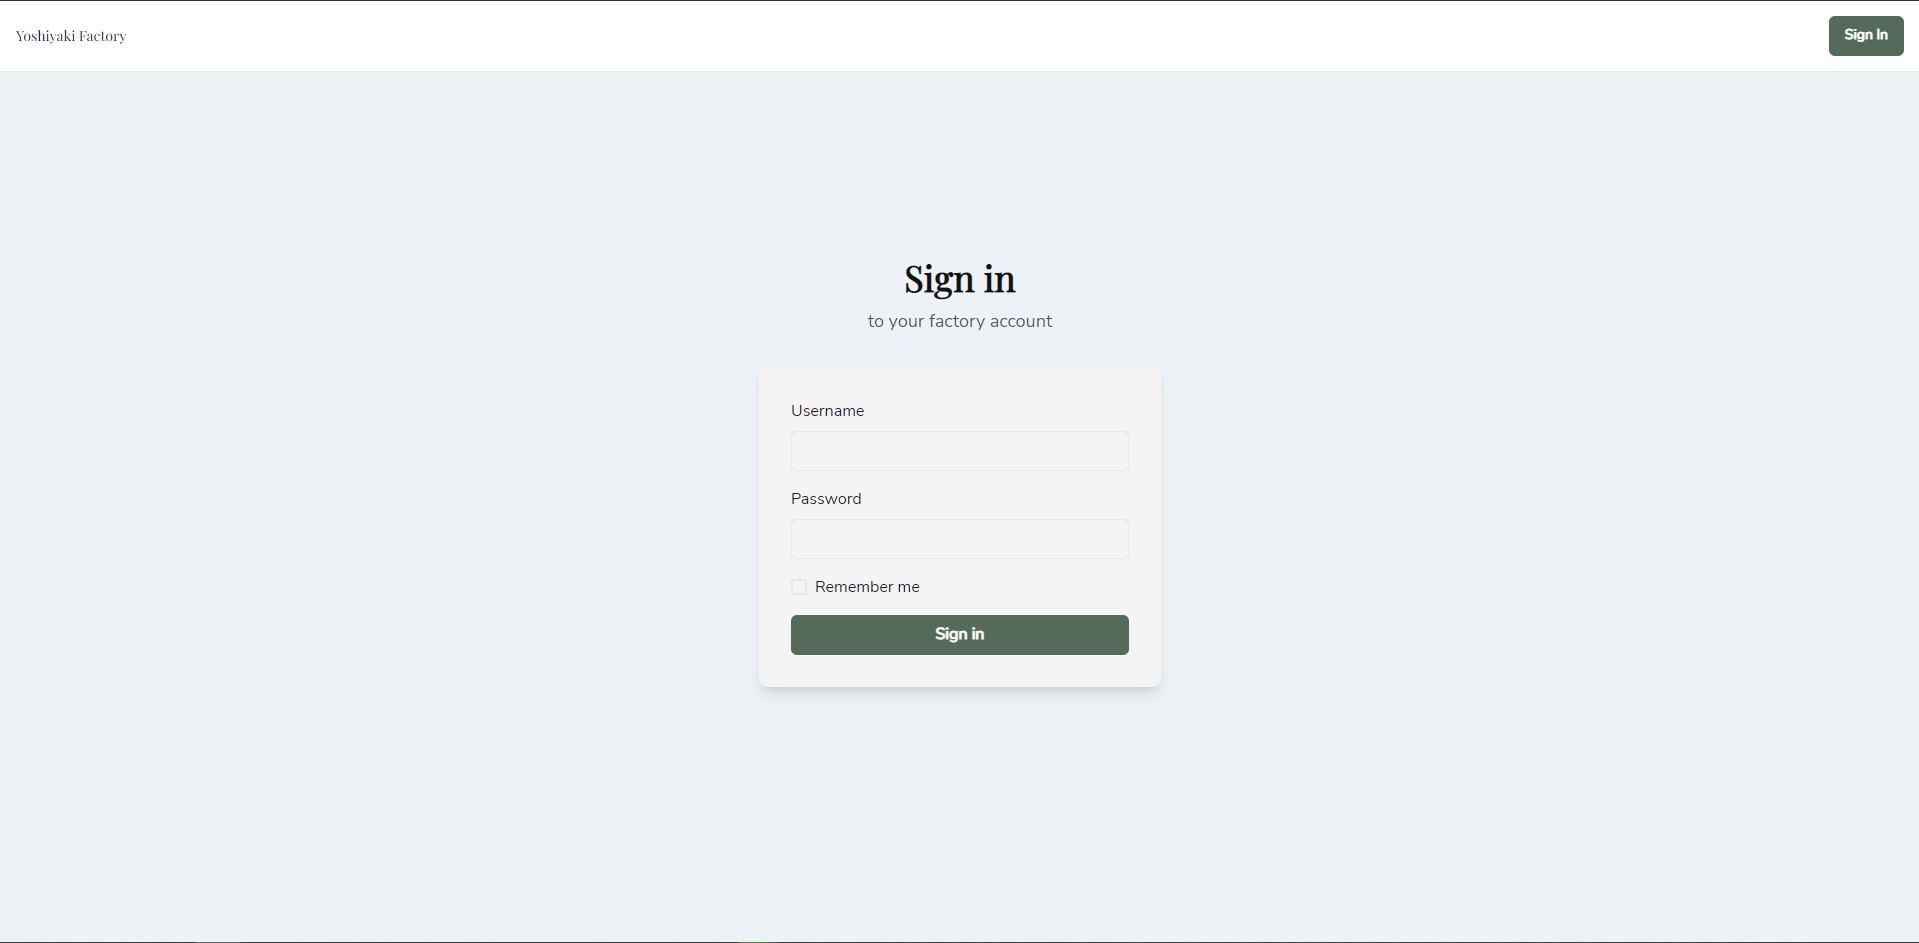 Yoshiyaki Factory
Sign In
Sign in
to your factory account
Username
Password
Remember me
Sign in